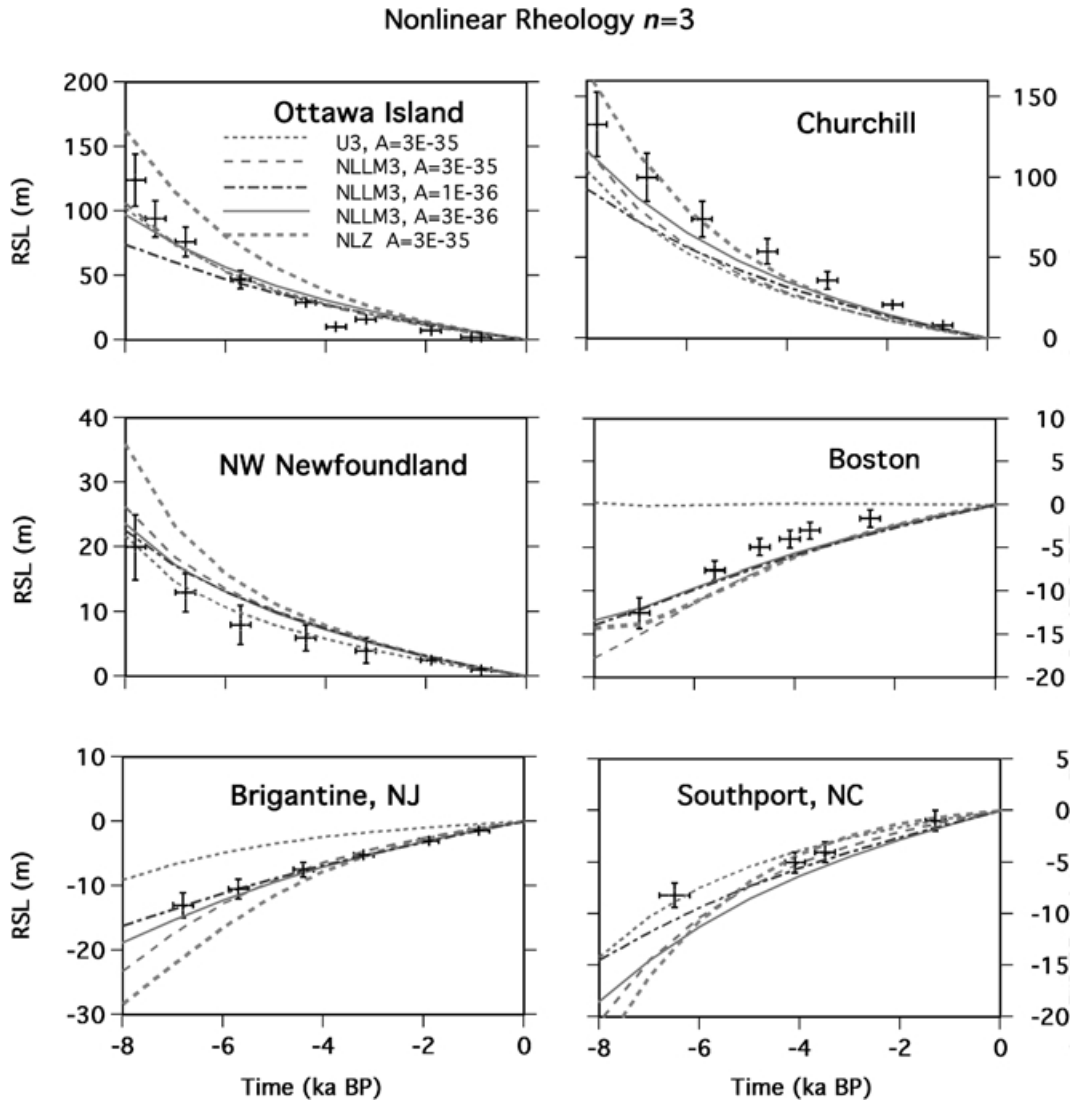 Nonlinear Rheology n=3
200
150
100
50
0
RSL (m)
Ottawa Island
U3, A=3E-35
NLLM3, A=3E-35
NLLM3, A=1E-36
NLLM3, A=3E-36
NLZ A=3E-35
Churchill
150
100
50
0
40
30
20
10
0
RSL (m)
NW Newfoundland
Boston
10
5
0
-5
-10
-15
-20
10
0
-10
-20
-30
RSL (m)
Brigantine, NJ
-8 -6 -4 -2 0
Time (ka BP)
Southport, NC
5
0
-5
-10
-15
-20
-8 -6 -4 -2 0
Time (ka BP)